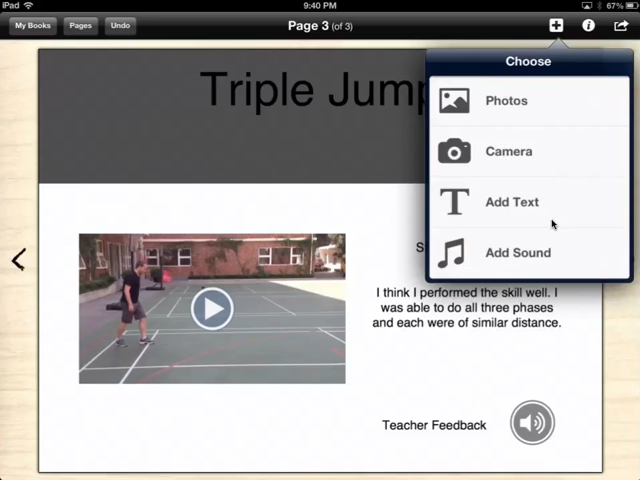 iPad 9:40 PM 67%
My Books Pages Undo Page 3 (of 3)
Choose
Photos
Camera
Add Text
Add Sound
Triple Jump
I think I performed the skill well. I
was able to do all three phases
and each were of similar distance.
Teacher Feedback